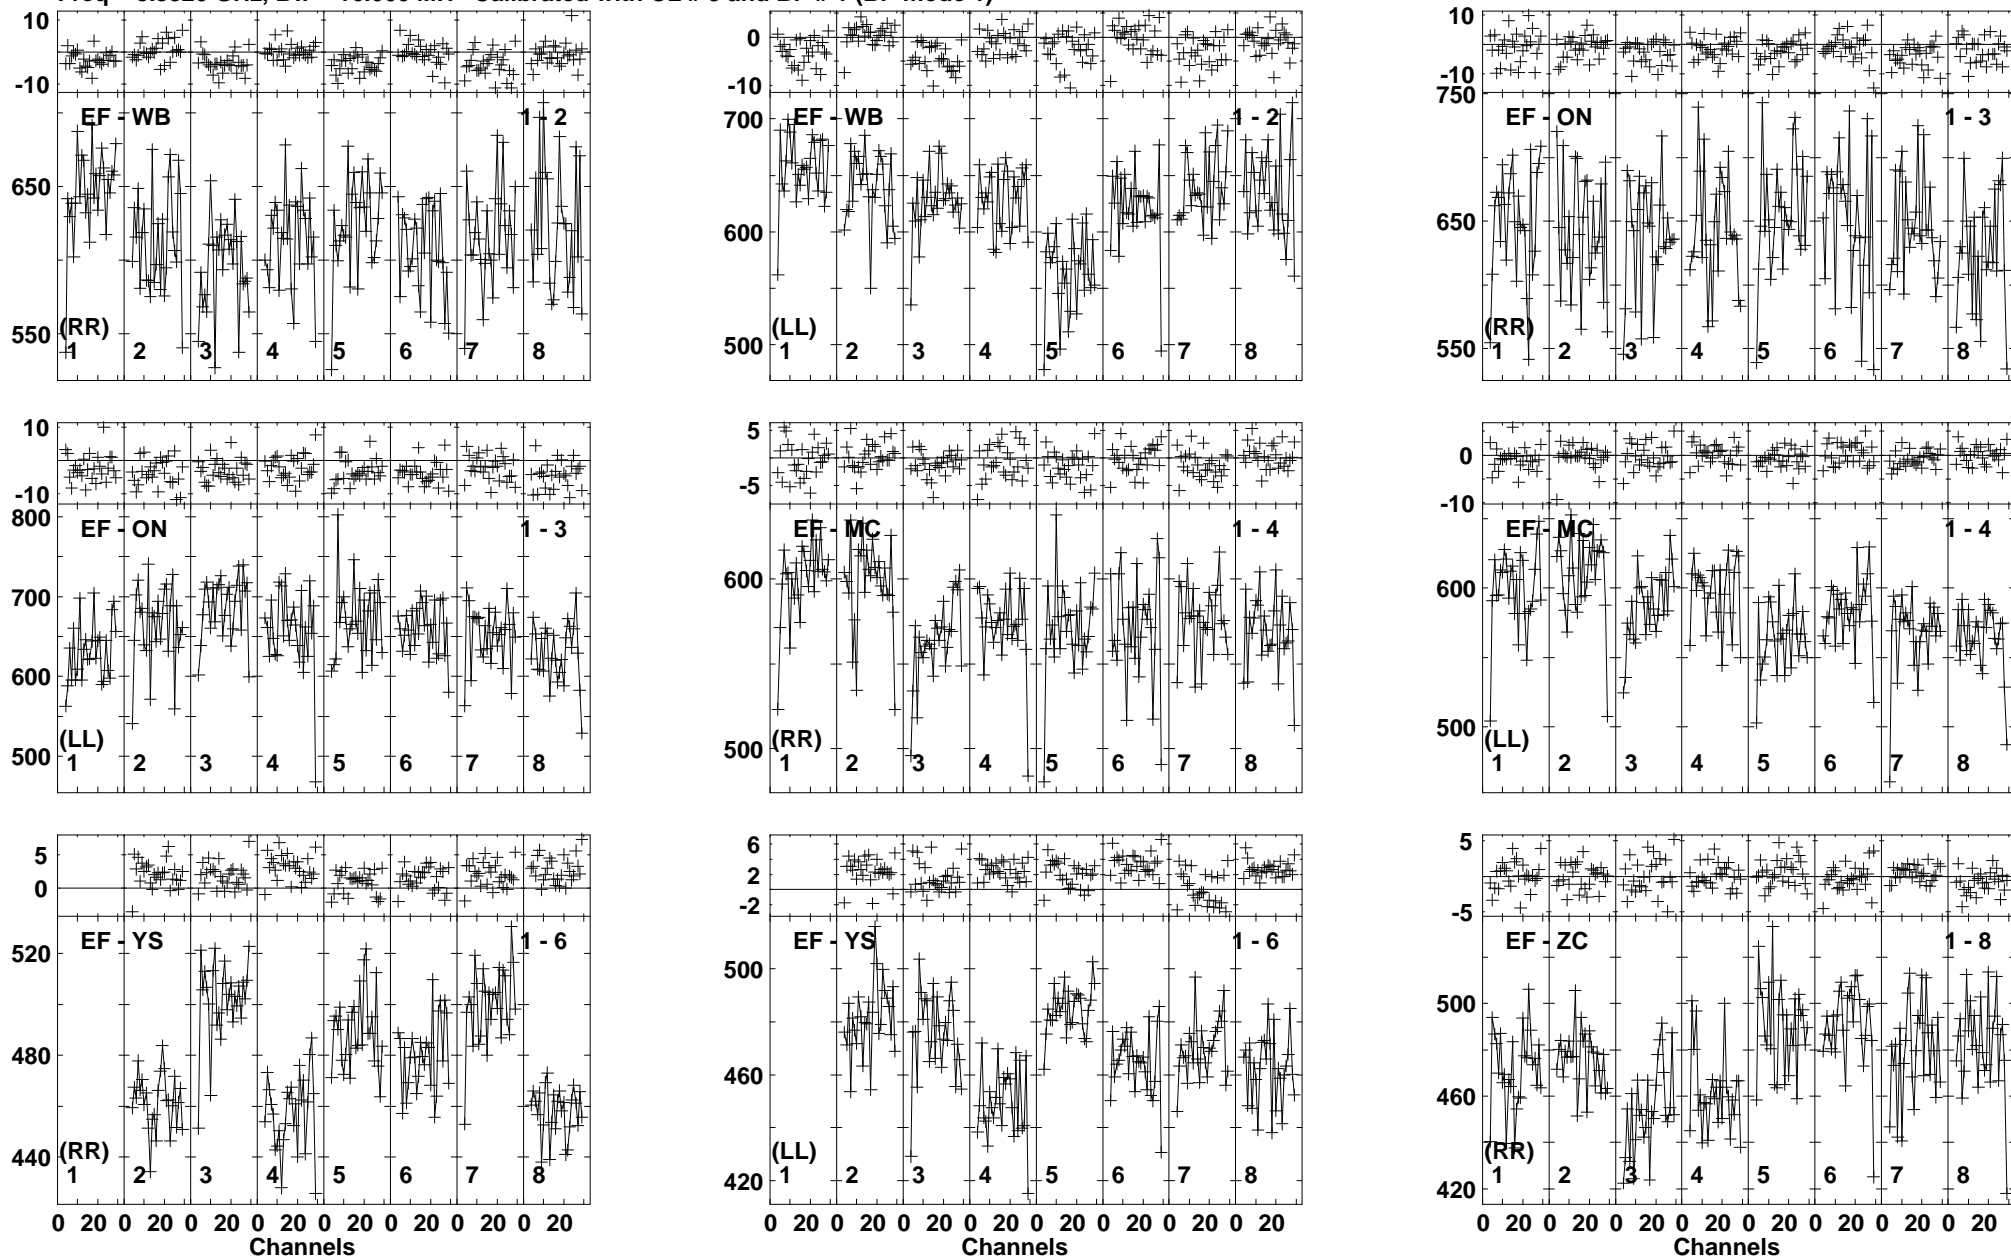 10 0 -10 10 0 -10 10 0 -10
EF - WB 1 - 2 EF - WB 1 - 2 EF - ON 1 - 3
650 550 700 600 500 750 650 550
(RR) (LL) (RR)
1 2 3 4 5 6 7 8 1 2 3 4 5 6 7 8 1 2 3 4 5 6 7 8
10 0 -10 5 0 -5 0 -10
EF - ON 1 - 3 EF - MC 1 - 4 EF - MC 1 - 4
800 700 600 500 600 500 600 500
(LL) (RR) (LL)
1 2 3 4 5 6 7 8 1 2 3 4 5 6 7 8 1 2 3 4 5 6 7 8
5 0 6 2 -2 5 0 -5
EF - YS 1 - 6 EF - YS 1 - 6 EF - ZC 1 - 8
520 480 440 500 460 420 500 460 420
(RR) (LL) (RR)
1 2 3 4 5 6 7 8 1 2 3 4 5 6 7 8 1 2 3 4 5 6 7 8
0 20 0 20 0 20 0 20 0 20 0 20 0 20 0 20 0 20 0 20 0 20 0 20 0 20 0 20 0 20 0 20 0 20 0 20 0 20 0 20 0 20 0 20 0 20 0 20
Channels Channels Channels